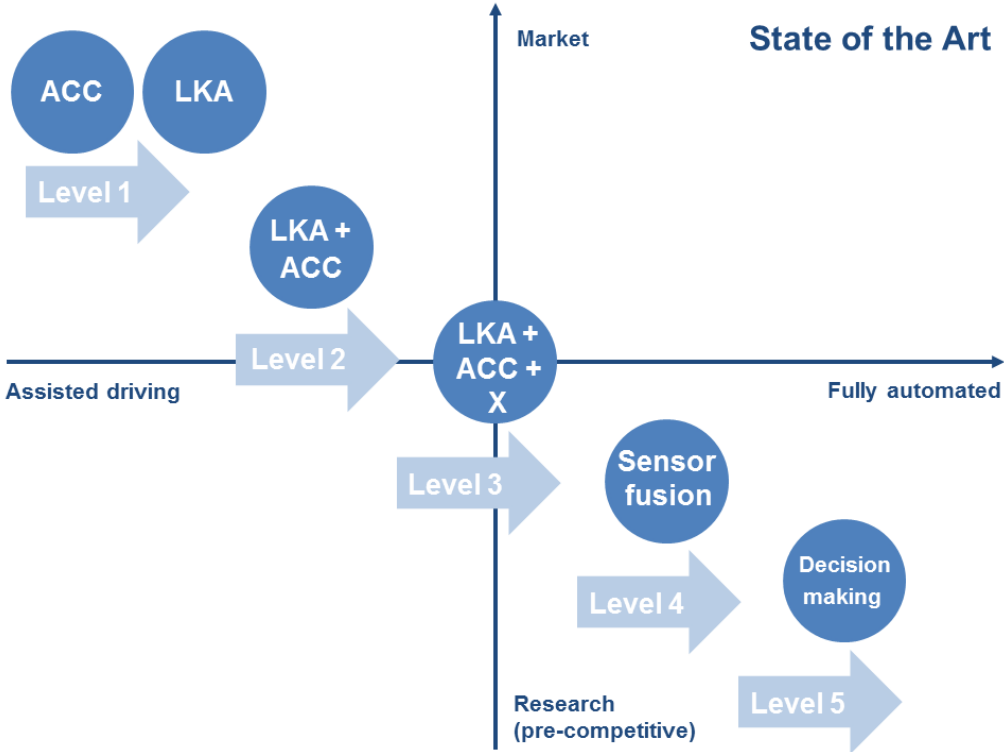 Market
State of the Art
ACC
LKA
Level 1
LKA +
ACC
Level 2
LKA +
ACC +
X
Assisted driving
Fully automated
Level 3
Sensor
fusion
Level 4
Decision
making
Level 5
Research
(pre-competitive)